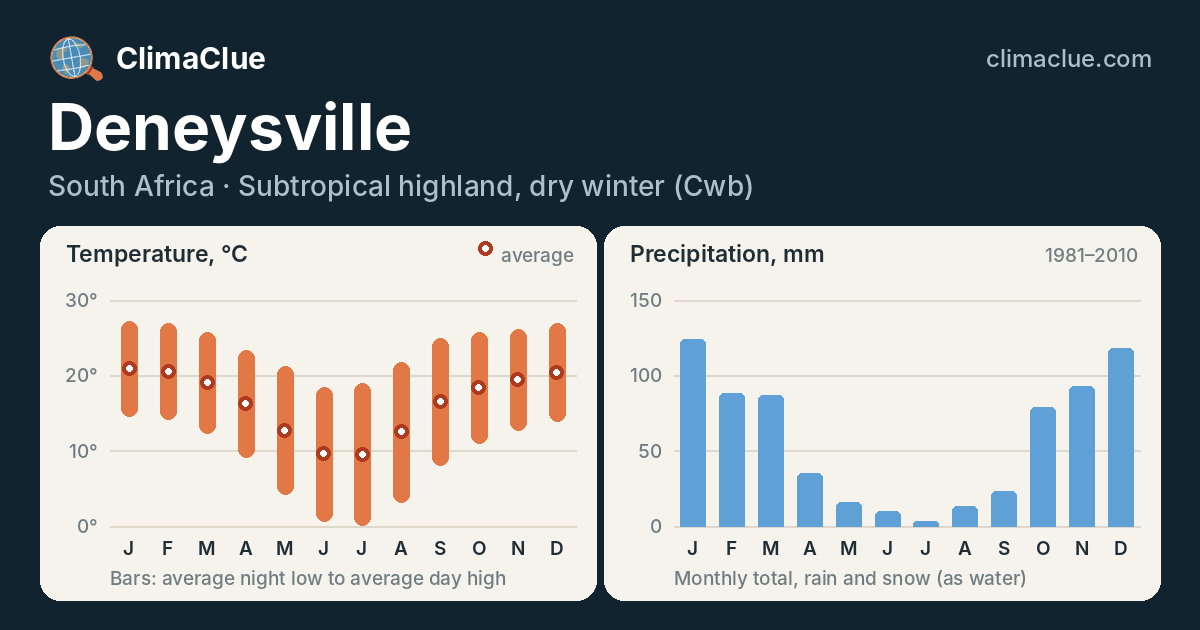 ClimaClue
climaclue.com
Deneysville
South Africa · Subtropical highland, dry winter (Cwb)
Temperature, °C
average
30°
20°
10°
0°
J F M A M J J A S O N D
Bars: average night low to average day high
Precipitation, mm
1981–2010
150
100
50
0
J F M A M J J A S O N D
Monthly total, rain and snow (as water)